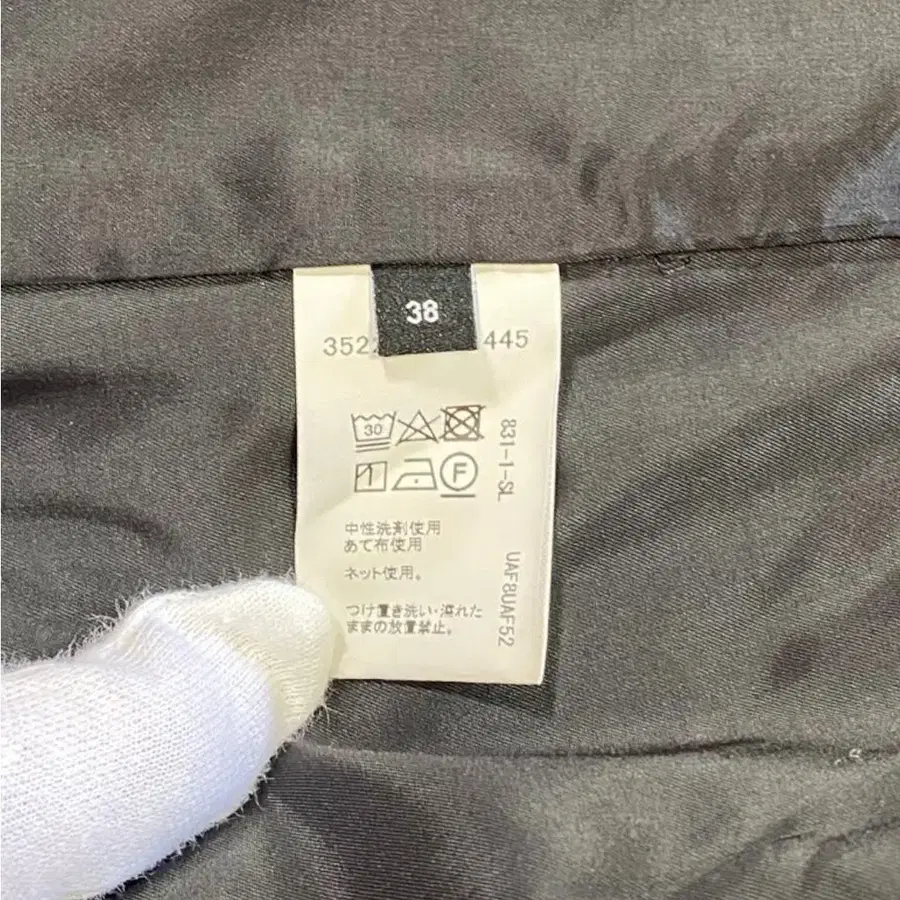 38
352
445
30
F
831-1-SL
中性洗剤使用
あて布使用
ネット使用。
つけ置き洗い・濡れた
ままの放置禁止。
UAF8UAF52